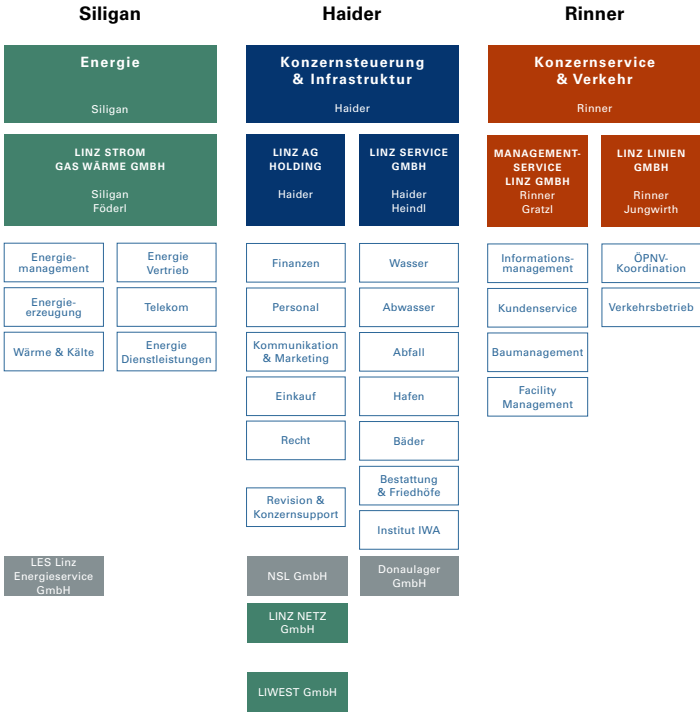 Siligan
Haider
Rinner
Energie
Siligan
Konzernsteuerung
& Infrastruktur
Haider
Konzernservice
& Verkehr
Rinner
LINZ STROM
GAS WÄRME GMBH
Siligan
Föderl
LINZ AG
HOLDING
Haider
LINZ SERVICE
GMBH
Haider
Heindl
MANAGEMENT-
SERVICE
LINZ GMBH
Rinner
Gratzl
LINZ LINIEN
GMBH
Rinner
Jungwirth
Energie-
management
Energie-
erzeugung
Wärme & Kälte
Energie
Vertrieb
Telekom
Energie
Dienstleistungen
Finanzen
Personal
Kommunikation
& Marketing
Einkauf
Recht
Revision &
Konzernsupport
Wasser
Abwasser
Abfall
Hafen
Bäder
Bestattung
& Friedhöfe
Institut IWA
Informations-
management
Kundenservice
Baumanagement
Facility
Management
ÖPNV-
Koordination
Verkehrsbetrieb
LES Linz
Energieservice
GmbH
NSL GmbH
Donaulager
GmbH
LINZ NETZ
GmbH
LIWEST GmbH